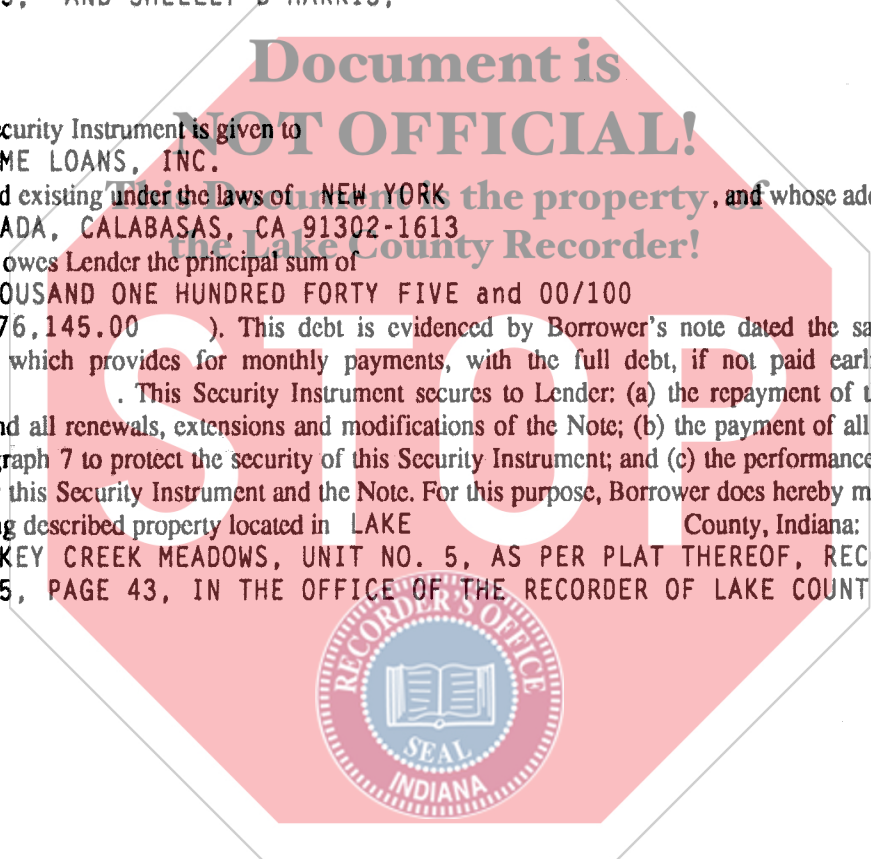 AND SHELLEY D HARRIS,
Document is
NOT OFFICIAL!
This Document is the property of
the Lake County Recorder!
curity Instrument is given to
ME LOANS, INC.
d existing under the laws of NEW YORK , and whose add
ADA, CALABASAS, CA 91302-1613
owes Lender the principal sum of
OUSAND ONE HUNDRED FORTY FIVE and 00/100
76,145.00 ). This debt is evidenced by Borrower's note dated the sa
which provides for monthly payments, with the full debt, if not paid earl
. This Security Instrument secures to Lender: (a) the repayment of t
nd all renewals, extensions and modifications of the Note; (b) the payment of all
raph 7 to protect the security of this Security Instrument; and (c) the performance
this Security Instrument and the Note. For this purpose, Borrower does hereby m
g described property located in LAKE County, Indiana:
KEY CREEK MEADOWS, UNIT NO. 5, AS PER PLAT THEREOF, REC
5, PAGE 43, IN THE OFFICE OF THE RECORDER OF LAKE COUNT
STOP
RECORDER'S OFFICE
SEAL
INDIANA